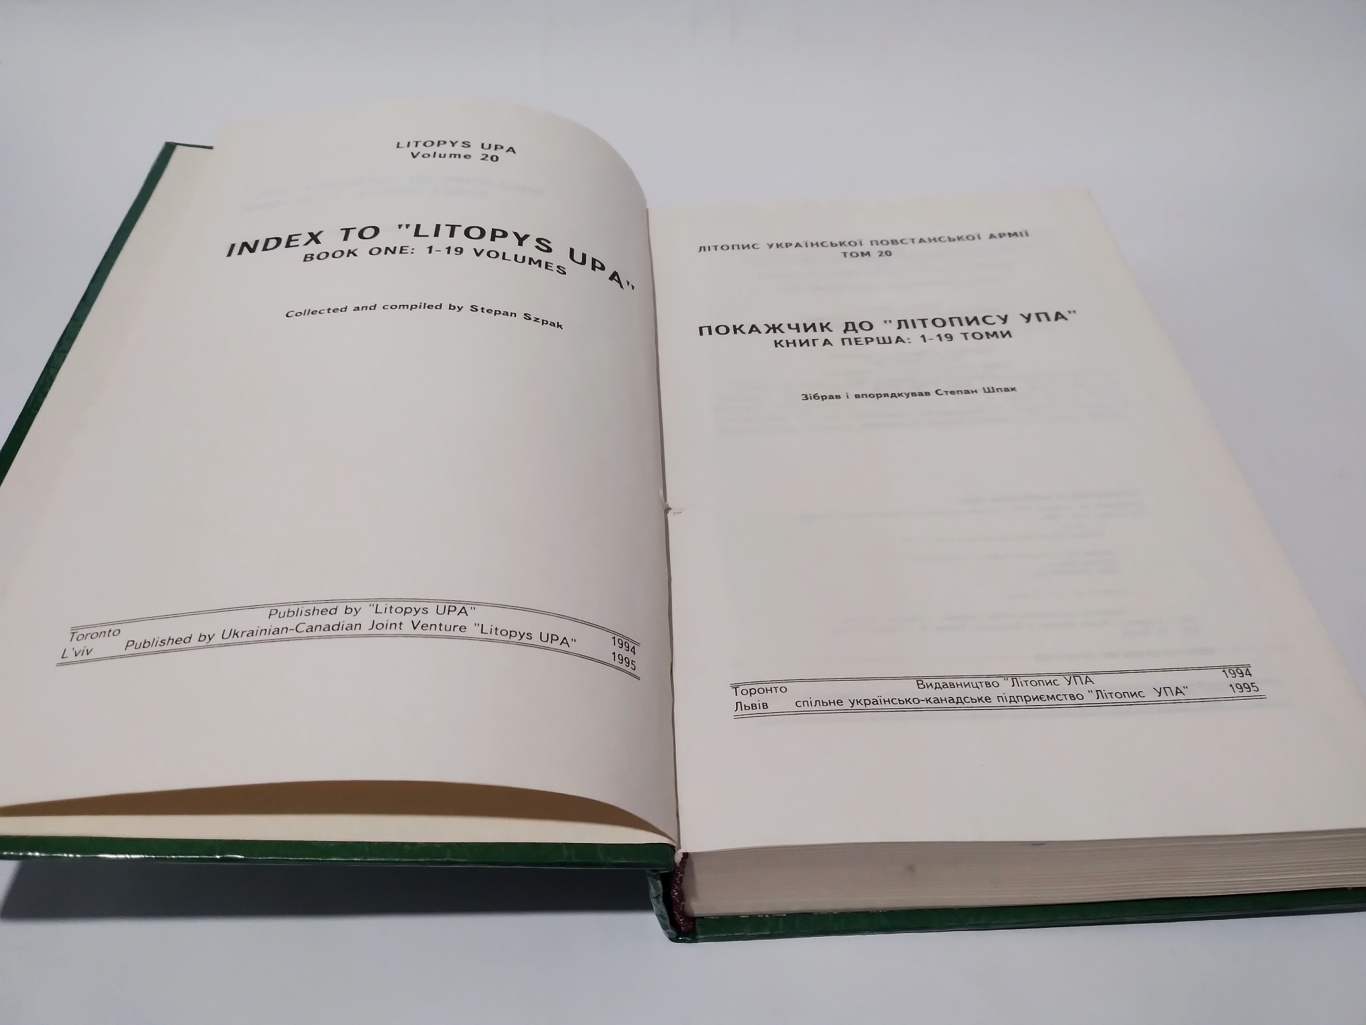 LITOPYS UPA
Volume 20
INDEX TO "LITOPYS UPA"
BOOK ONE: 1-19 VOLUMES
Collected and compiled by Stepan Szpak
Published by "Litopys UPA"
Toronto 1994
L'viv Published by Ukrainian-Canadian Joint Venture "Litopys UPA" 1995
ЛІТОПИС УКРАЇНСЬКОЇ ПОВСТАНСЬКОЇ АРМІЇ
ТОМ 20
ПОКАЖЧИК ДО "ЛІТОПИСУ УПА"
КНИГА ПЕРША: 1-19 ТОМИ
Зібрав і впорядкував Степан Шпак
Торонто Видавництво "Літопис УПА 1994
Львів спільне українсько-канадське підприємство "Літопис УПА" 1995